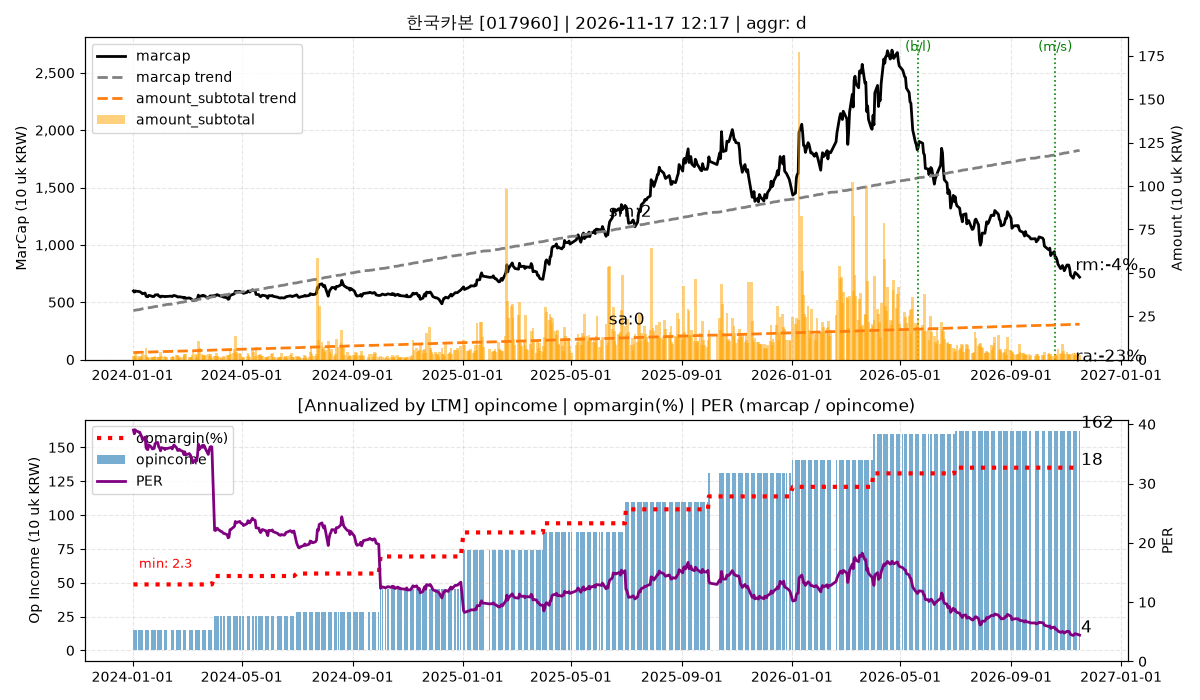 한국카본 [017960] | 2026-11-17 12:17 | aggr: d
marcap
marcap trend
amount_subtotal trend
amount_subtotal
(b/l)
(m/s)
MarCap (10 uk KRW)
2,500
2,000
1,500
1,000
500
0
Amount (10 uk KRW)
175
150
125
100
75
50
25
0
sm:2
sa:0
rm:-4%
ra:-23%
2024-01-01 2024-05-01 2024-09-01 2025-01-01 2025-05-01 2025-09-01 2026-01-01 2026-05-01 2026-09-01 2027-01-01
[Annualized by LTM] opincome | opmargin(%) | PER (marcap / opincome)
opmargin(%)
opincome
PER
Op Income (10 uk KRW)
150
125
100
75
50
25
0
PER
40
30
20
10
0
162
18
min: 2.3
4
2024-01-01 2024-05-01 2024-09-01 2025-01-01 2025-05-01 2025-09-01 2026-01-01 2026-05-01 2026-09-01 2027-01-01